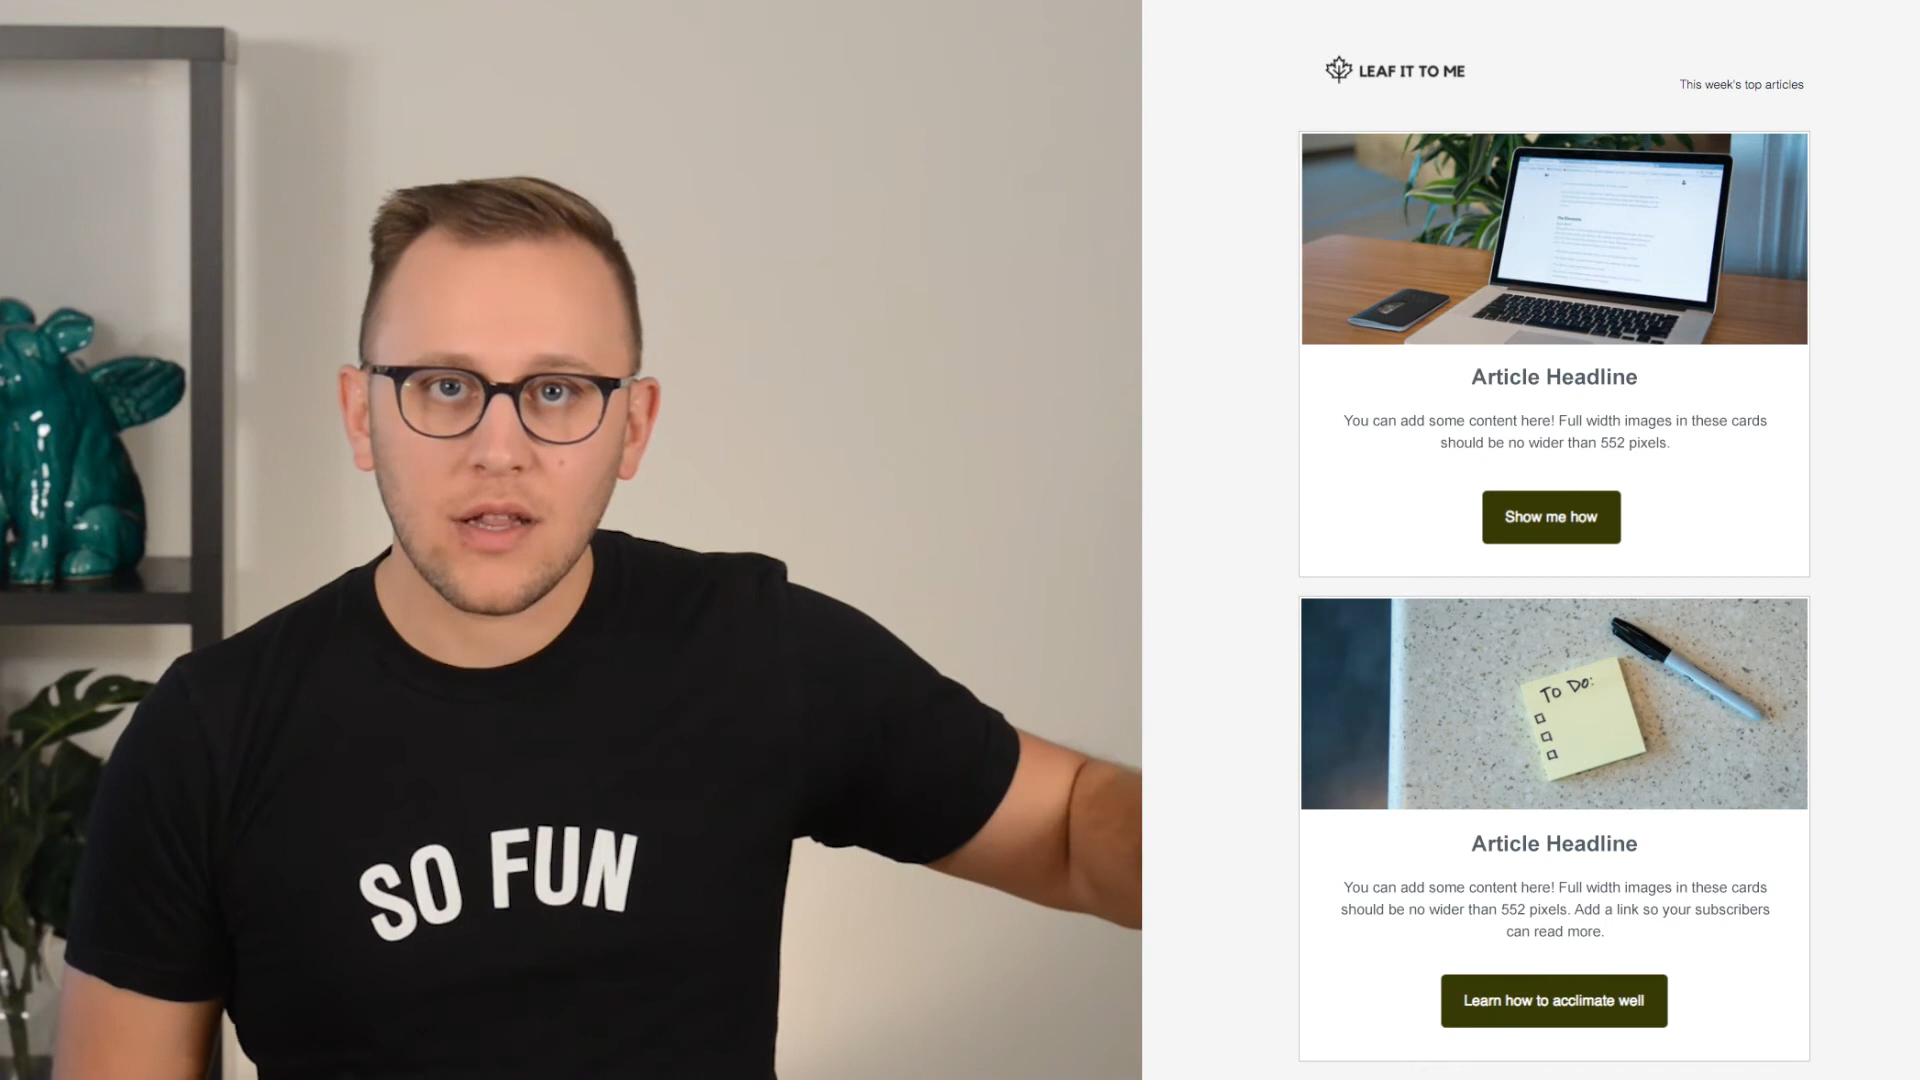 SO FUN
LEAF IT TO ME
This week's top articles
Article Headline
You can add some content here! Full width images in these cards
should be no wider than 552 pixels.
Show me how
To Do:
Article Headline
You can add some content here! Full width images in these cards
should be no wider than 552 pixels. Add a link so your subscribers
can read more.
Learn how to acclimate well